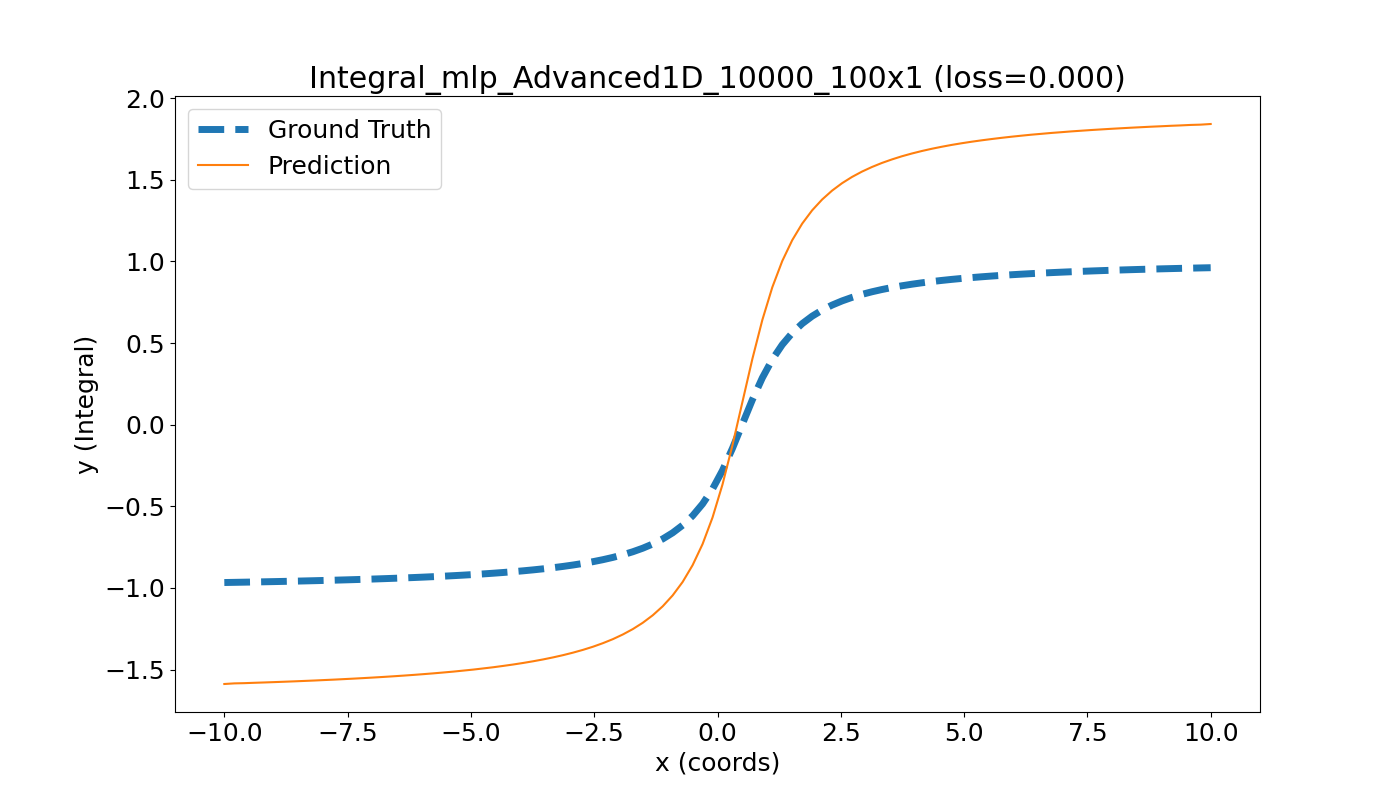 Integral_mlp_Advanced1D_10000_100x1 (loss=0.000)
Ground Truth
Prediction
2.0
1.5
1.0
0.5
0.0
−0.5
−1.0
−1.5
y (Integral)
−10.0 −7.5 −5.0 −2.5 0.0 2.5 5.0 7.5 10.0
x (coords)